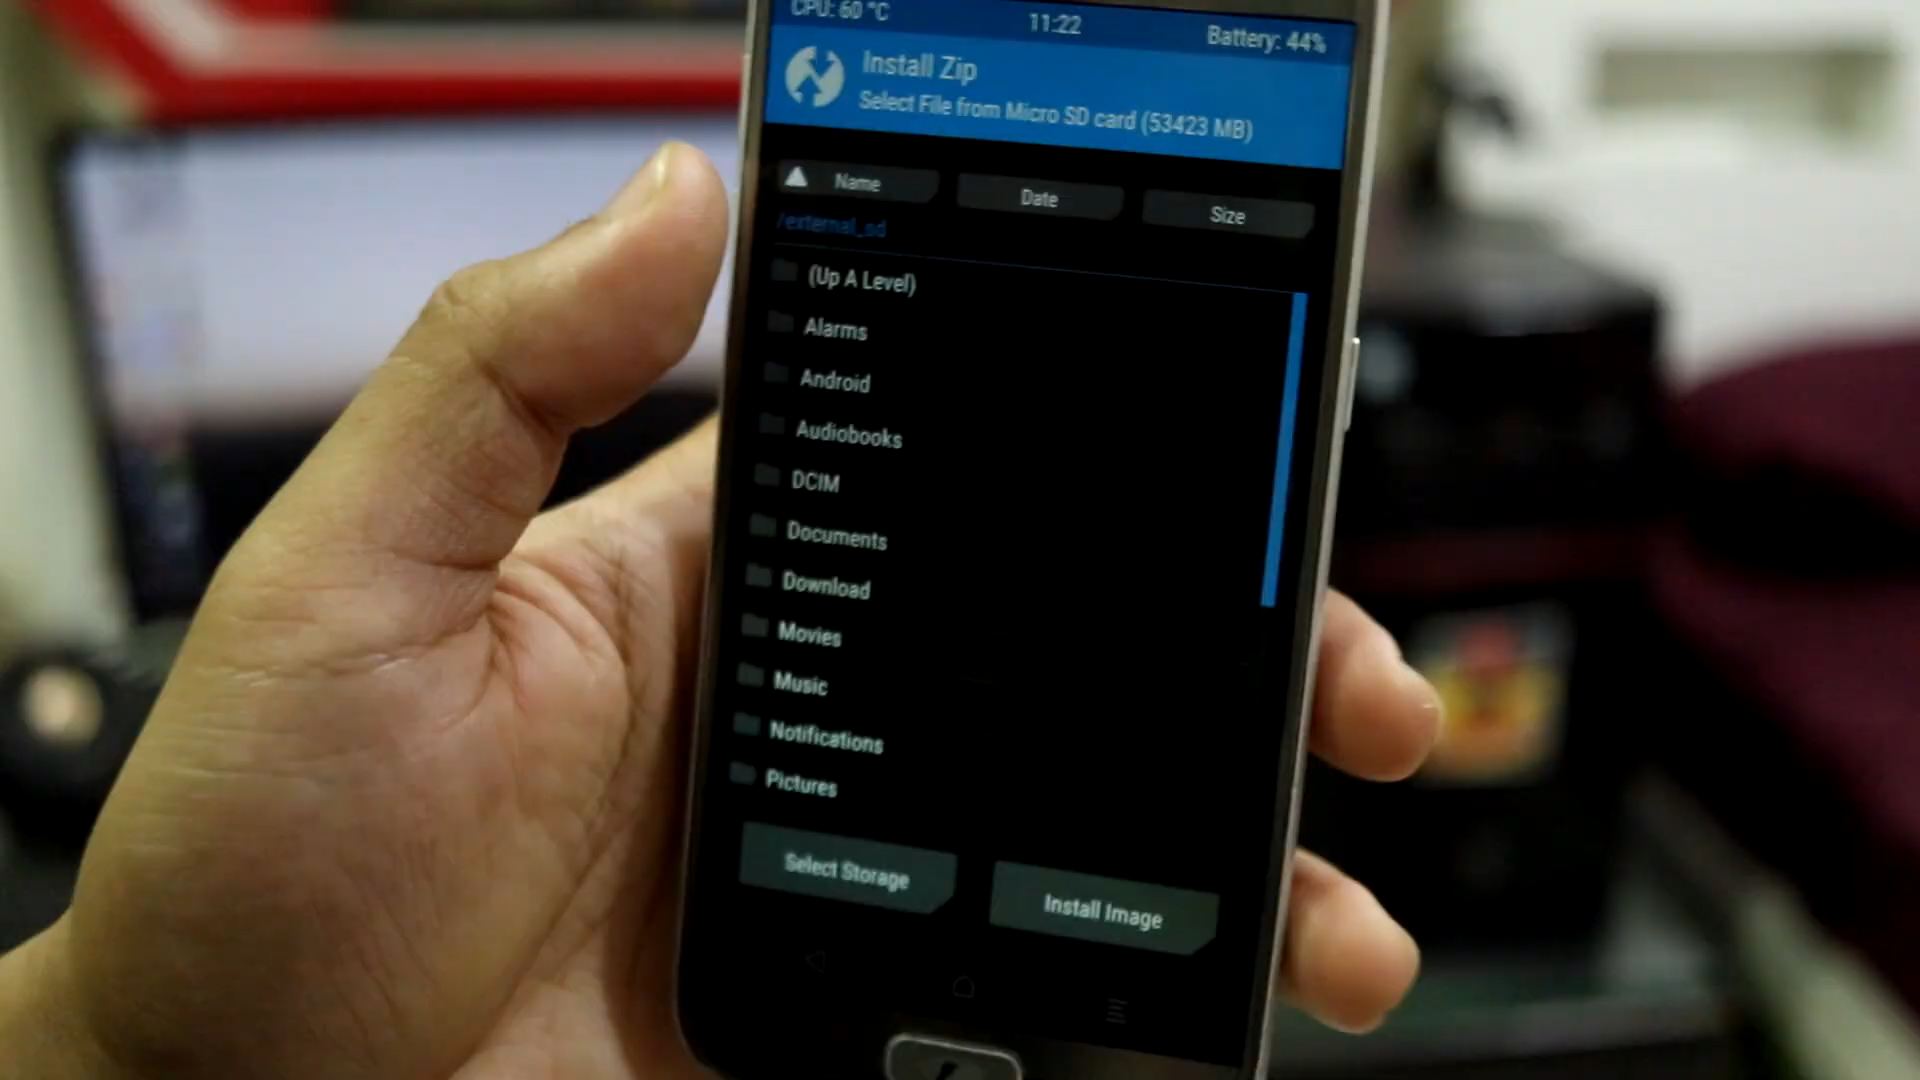 CPU: 60 °C 11:22 Battery: 44%
Install Zip
Select File from Micro SD card (53423 MB)
Name Date Size
/external_sd
(Up A Level)
Alarms
Android
Audiobooks
DCIM
Documents
Download
Movies
Music
Notifications
Pictures
Select Storage Install Image